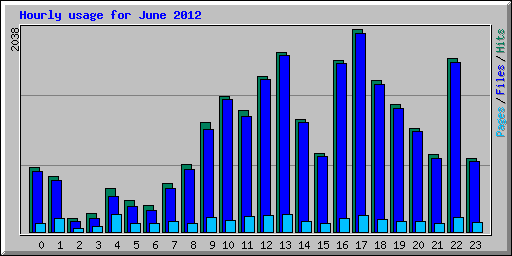 Hourly usage for June 2012
2038
Pages/Files/Hits
0 1 2 3 4 5 6 7 8 9 10 11 12 13 14 15 16 17 18 19 20 21 22 23